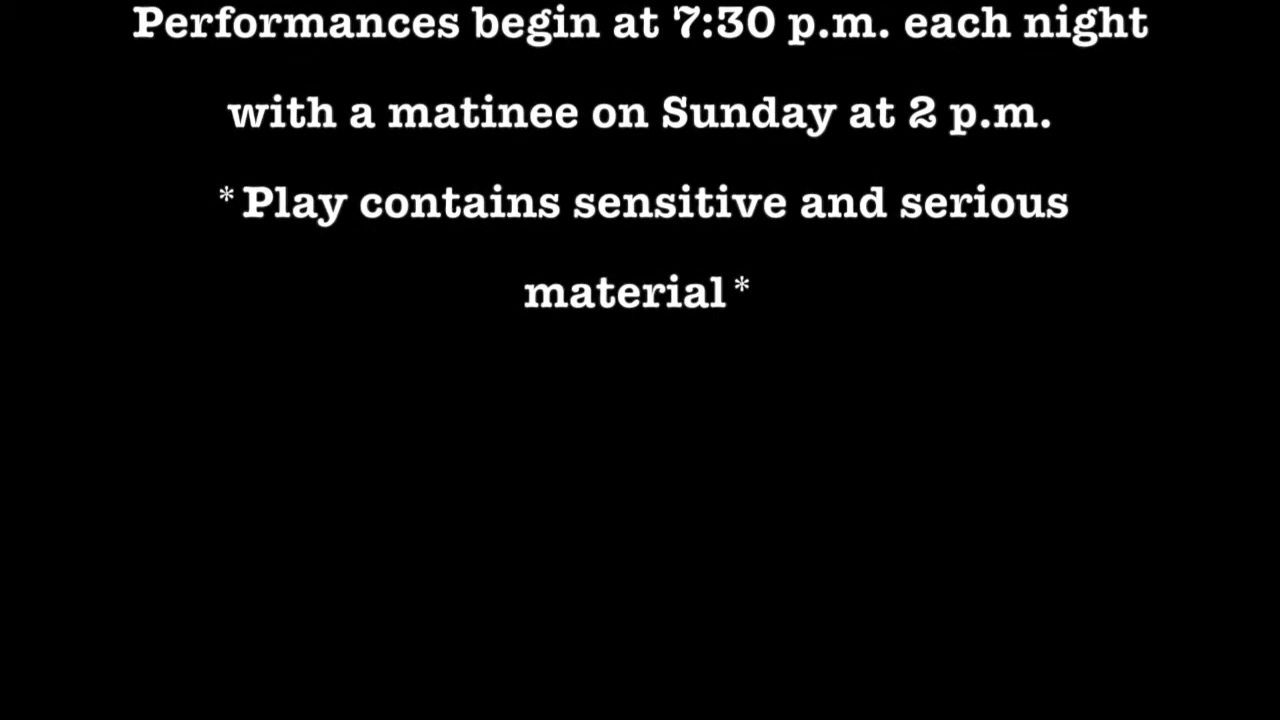 Performances begin at 7:30 p.m. each night
with a matinee on Sunday at 2 p.m.
*Play contains sensitive and serious
material*